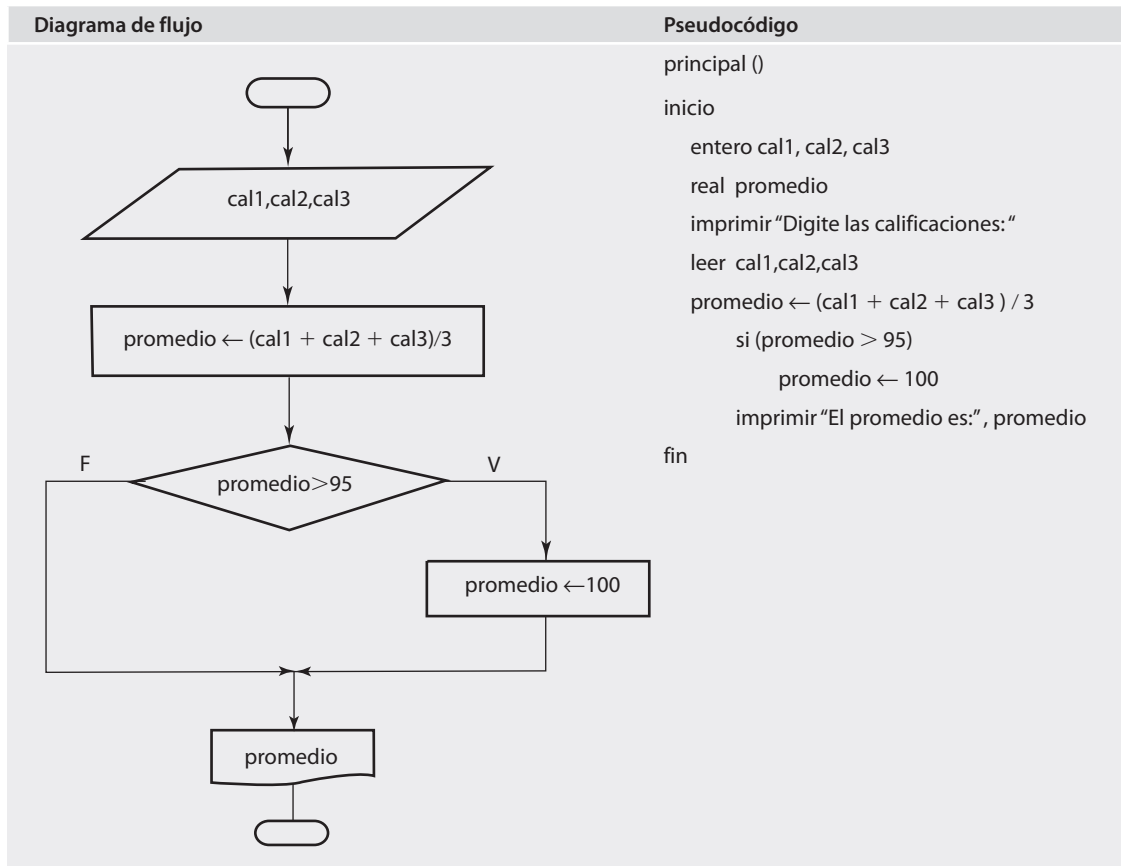 Diagrama de flujo
cal1,cal2,cal3
promedio ← (cal1 + cal2 + cal3)/3
F
V
promedio>95
promedio ←100
promedio
Pseudocódigo
principal ()
inicio
entero cal1, cal2, cal3
real promedio
imprimir “Digite las calificaciones: “
leer cal1,cal2,cal3
promedio ← (cal1 + cal2 + cal3 ) / 3
si (promedio > 95)
promedio ← 100
imprimir “El promedio es:” , promedio
fin